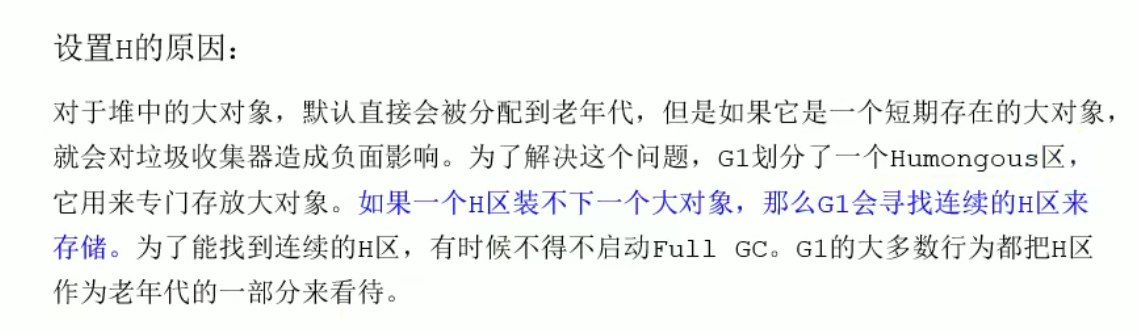 设置H的原因：
对于堆中的大对象，默认直接会被分配到老年代，但是如果它是一个短期存在的大对象，
就会对垃圾收集器造成负面影响。为了解决这个问题，G1划分了一个Humongous区，
它用来专门存放大对象。如果一个H区装不下一个大对象，那么G1会寻找连续的H区来
存储。为了能找到连续的H区，有时候不得不启动Full GC。G1的大多数行为都把H区
作为老年代的一部分来看待。